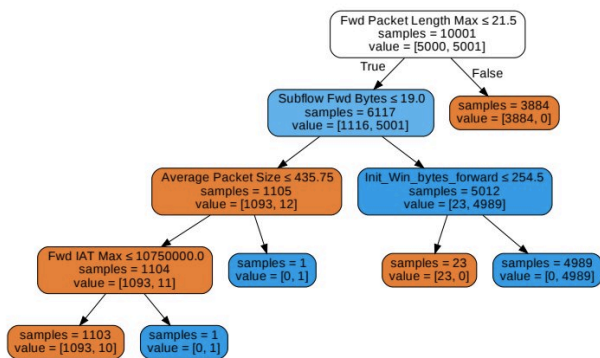 Fwd Packet Length Max ≤ 21.5
samples = 10001
value = [5000, 5001]
True
False
Subflow Fwd Bytes ≤ 19.0
samples = 6117
value = [1116, 5001]
samples = 3884
value = [3884, 0]
Average Packet Size ≤ 435.75
samples = 1105
value = [1093, 12]
Init_Win_bytes_forward ≤ 254.5
samples = 5012
value = [23, 4989]
Fwd IAT Max ≤ 10750000.0
samples = 1104
value = [1093, 11]
samples = 1
value = [0, 1]
samples = 23
value = [23, 0]
samples = 4989
value = [0, 4989]
samples = 1103
value = [1093, 10]
samples = 1
value = [0, 1]